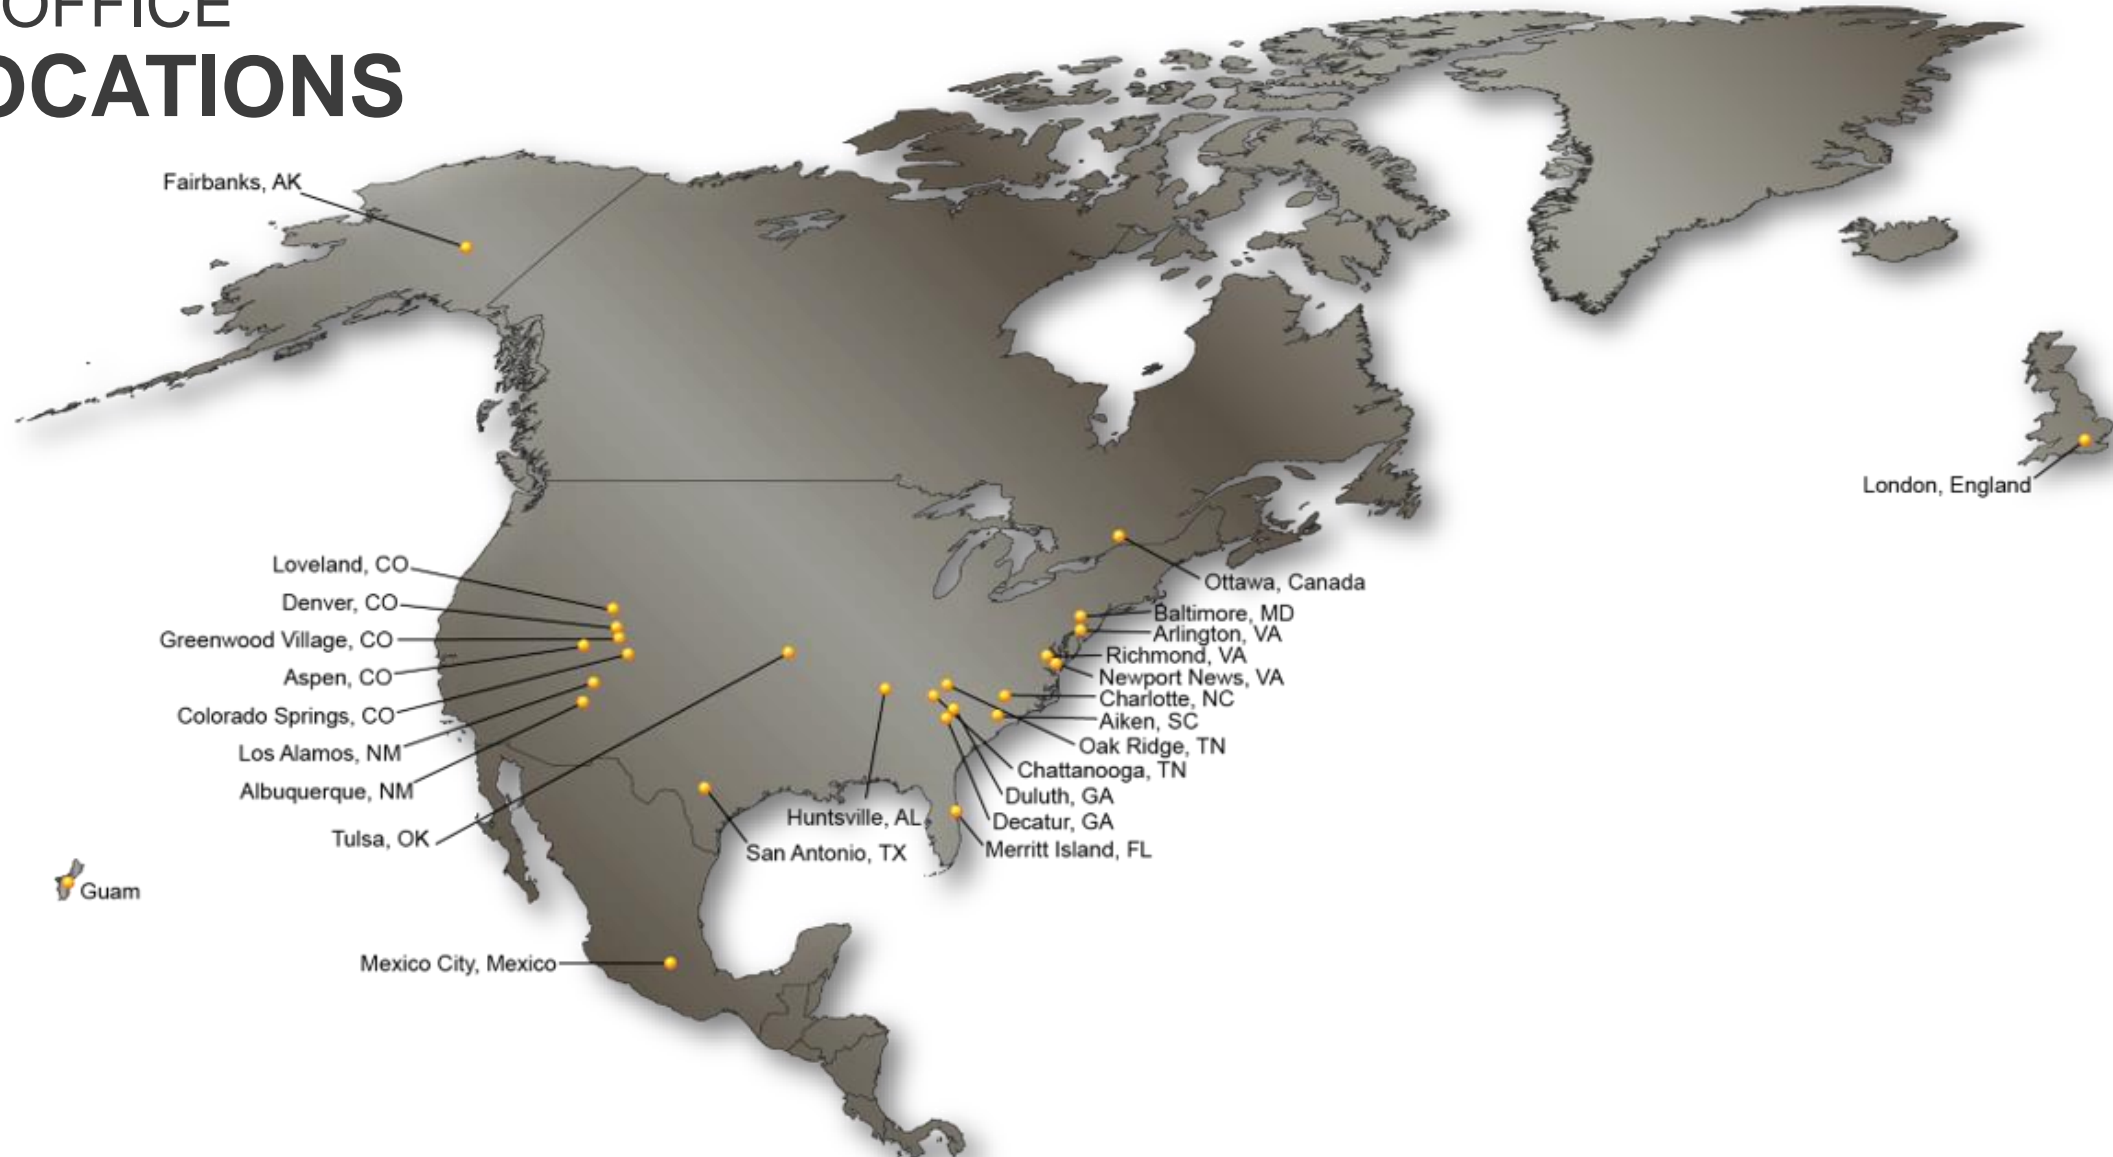 OFFICE
OCATIONS
Fairbanks, AK
London, England
Loveland, CO
Denver, CO
Greenwood Village, CO
Aspen, CO
Colorado Springs, CO
Los Alamos, NM
Albuquerque, NM
Tulsa, OK
Ottawa, Canada
Baltimore, MD
Arlington, VA
Richmond, VA
Newport News, VA
Charlotte, NC
Aiken, SC
Oak Ridge, TN
Chattanooga, TN
Duluth, GA
Decatur, GA
Merritt Island, FL
Huntsville, AL
San Antonio, TX
Guam
Mexico City, Mexico